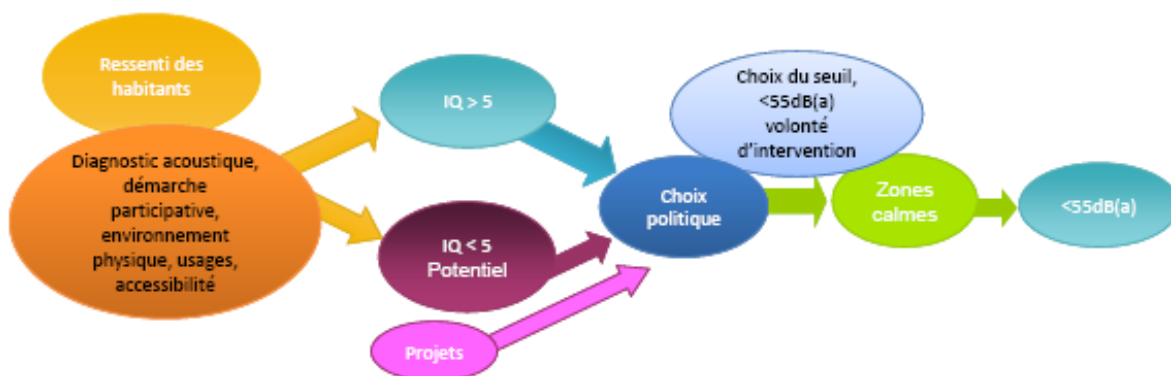 Ressenti des
habitants
Diagnostic acoustique,
démarche
participative,
environnement
physique, usages,
accessibilité
IQ > 5
IQ < 5
Potentiel
Projets
Choix
politique
Choix du seuil,
<55dB(a)
volonté
d'intervention
Zones
calmes
<55dB(a)